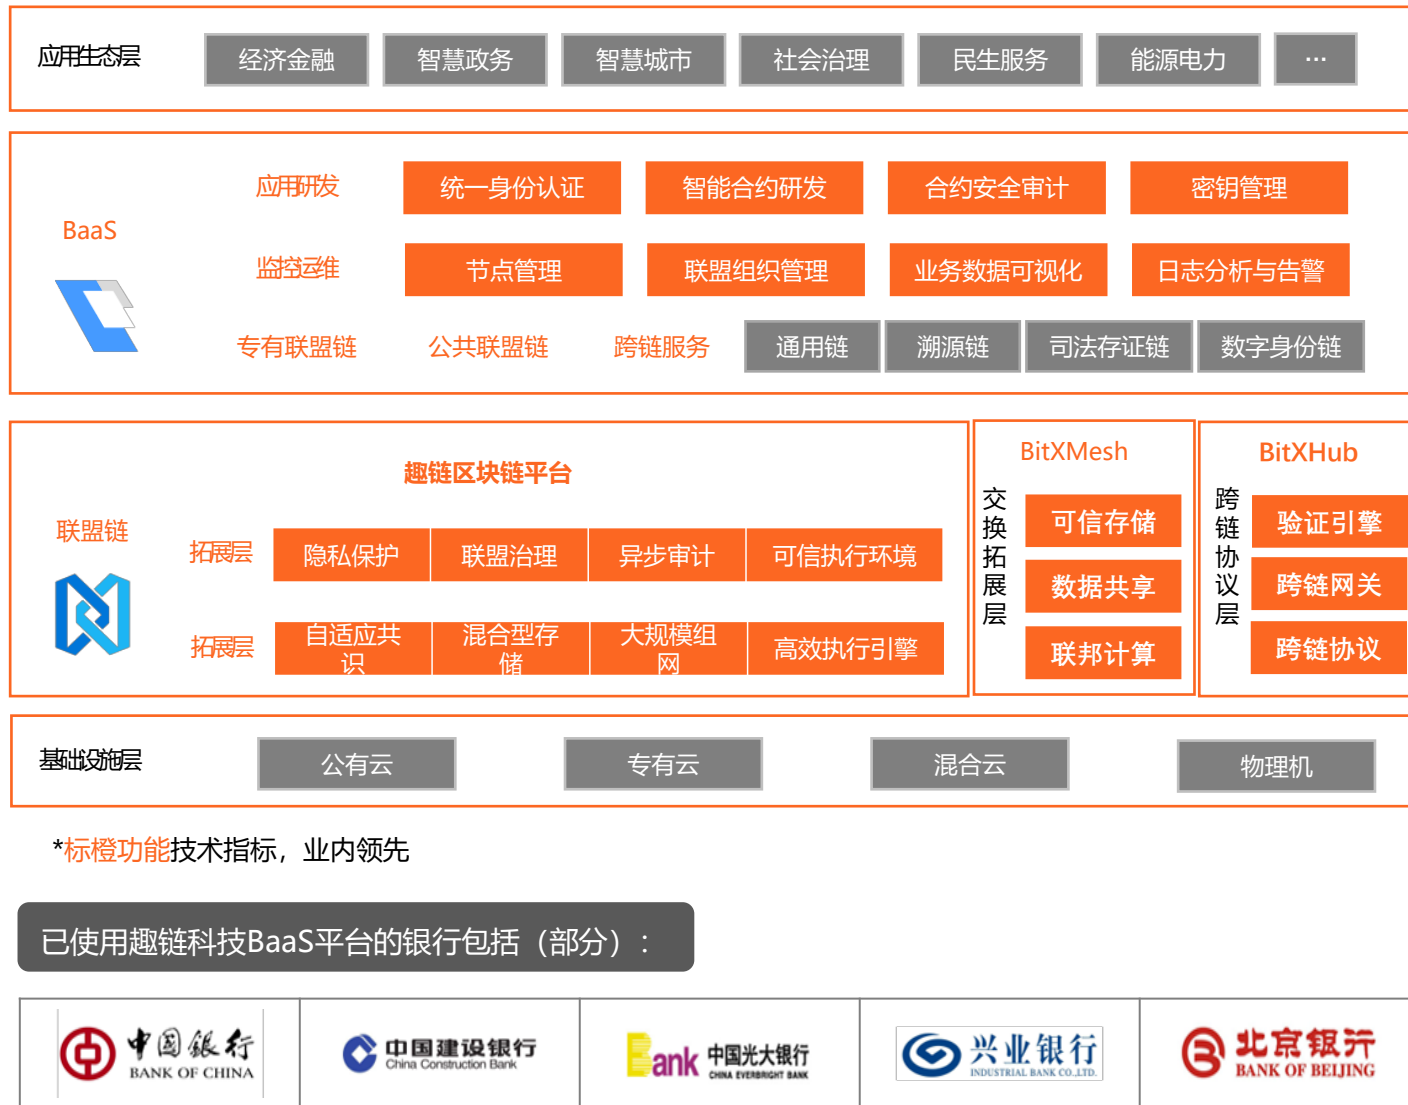 应用生态层 经济金融 智慧政务 智慧城市 社会治理 民生服务 能源电力 ···
应用研发 统一身份认证 智能合约研发 合约安全审计 密钥管理
BaaS
监控运维 节点管理 联盟组织管理 业务数据可视化 日志分析与告警
专有联盟链 公共联盟链 跨链服务 通用链 溯源链 司法存证链 数字身份链
趣链区块链平台
联盟链
拓展层 隐私保护 联盟治理 异步审计 可信执行环境
拓展层 自适应共识 混合型存储 大规模组网 高效执行引擎
BitXMesh
交换拓展层
可信存储
数据共享
联邦计算
BitXHub
跨链协议层
验证引擎
跨链网关
跨链协议
基础设施层 公有云 专有云 混合云 物理机
*标橙功能技术指标，业内领先
已使用趣链科技BaaS平台的银行包括（部分）：
中国银行
BANK OF CHINA
中国建设银行
China Construction Bank
Bank 中国光大银行
CHINA EVERBRIGHT BANK
兴业银行
INDUSTRIAL BANK CO.,LTD.
北京银行
BANK OF BEIJING